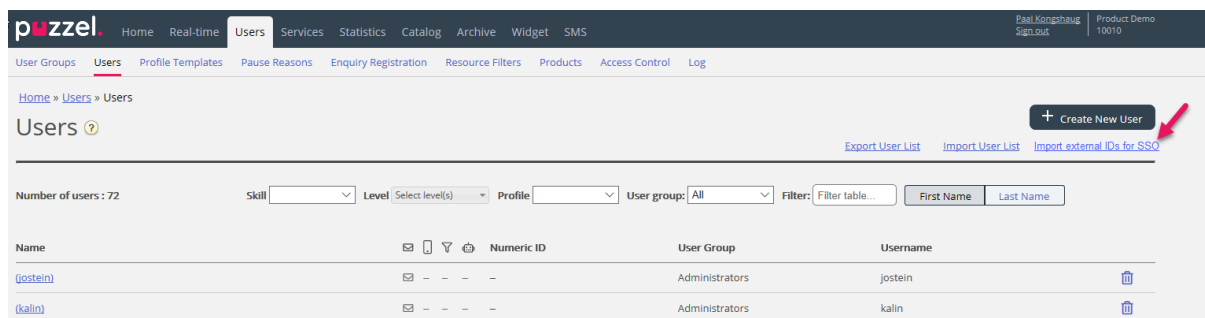 puzzel. Home Real-time Users Services Statistics Catalog Archive Widget SMS
Paal Kongshaug Product Demo
Sign out 10010
User Groups Users Profile Templates Pause Reasons Enquiry Registration Resource Filters Products Access Control Log
Home » Users » Users
Users ?
+ Create New User
Export User List Import User List Import external IDs for SSO
Number of users : 72 Skill Level Select level(s) Profile User group: All Filter: Filter table... First Name Last Name
Name Numeric ID User Group Username
(jostein) – – – – Administrators jostein
(kalin) – – – – Administrators kalin